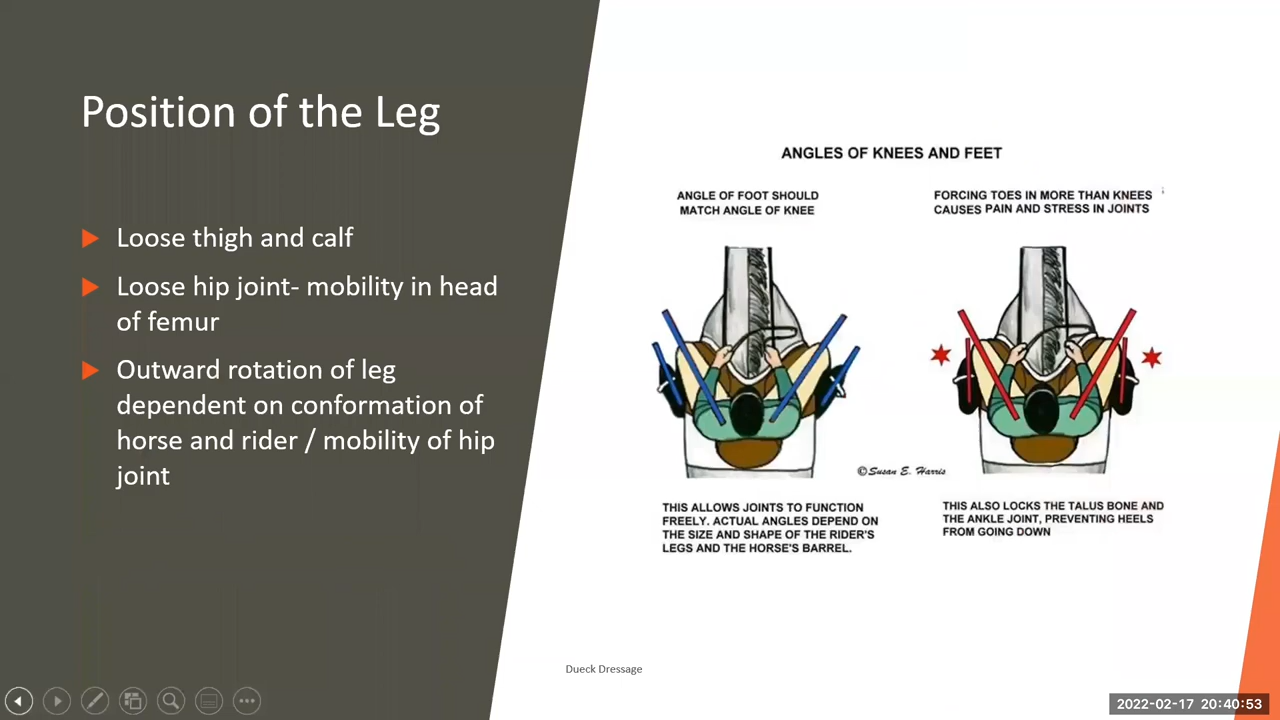 Position of the Leg
Loose thigh and calf
Loose hip joint- mobility in head
of femur
Outward rotation of leg
dependent on conformation of
horse and rider / mobility of hip
joint
ANGLES OF KNEES AND FEET
ANGLE OF FOOT SHOULD
MATCH ANGLE OF KNEE
FORCING TOES IN MORE THAN KNEES
CAUSES PAIN AND STRESS IN JOINTS
©Susan E. Harris
THIS ALLOWS JOINTS TO FUNCTION
FREELY. ACTUAL ANGLES DEPEND ON
THE SIZE AND SHAPE OF THE RIDER'S
LEGS AND THE HORSE'S BARREL.
THIS ALSO LOCKS THE TALUS BONE AND
THE ANKLE JOINT, PREVENTING HEELS
FROM GOING DOWN
Dueck Dressage
2022-02-17 20:40:53